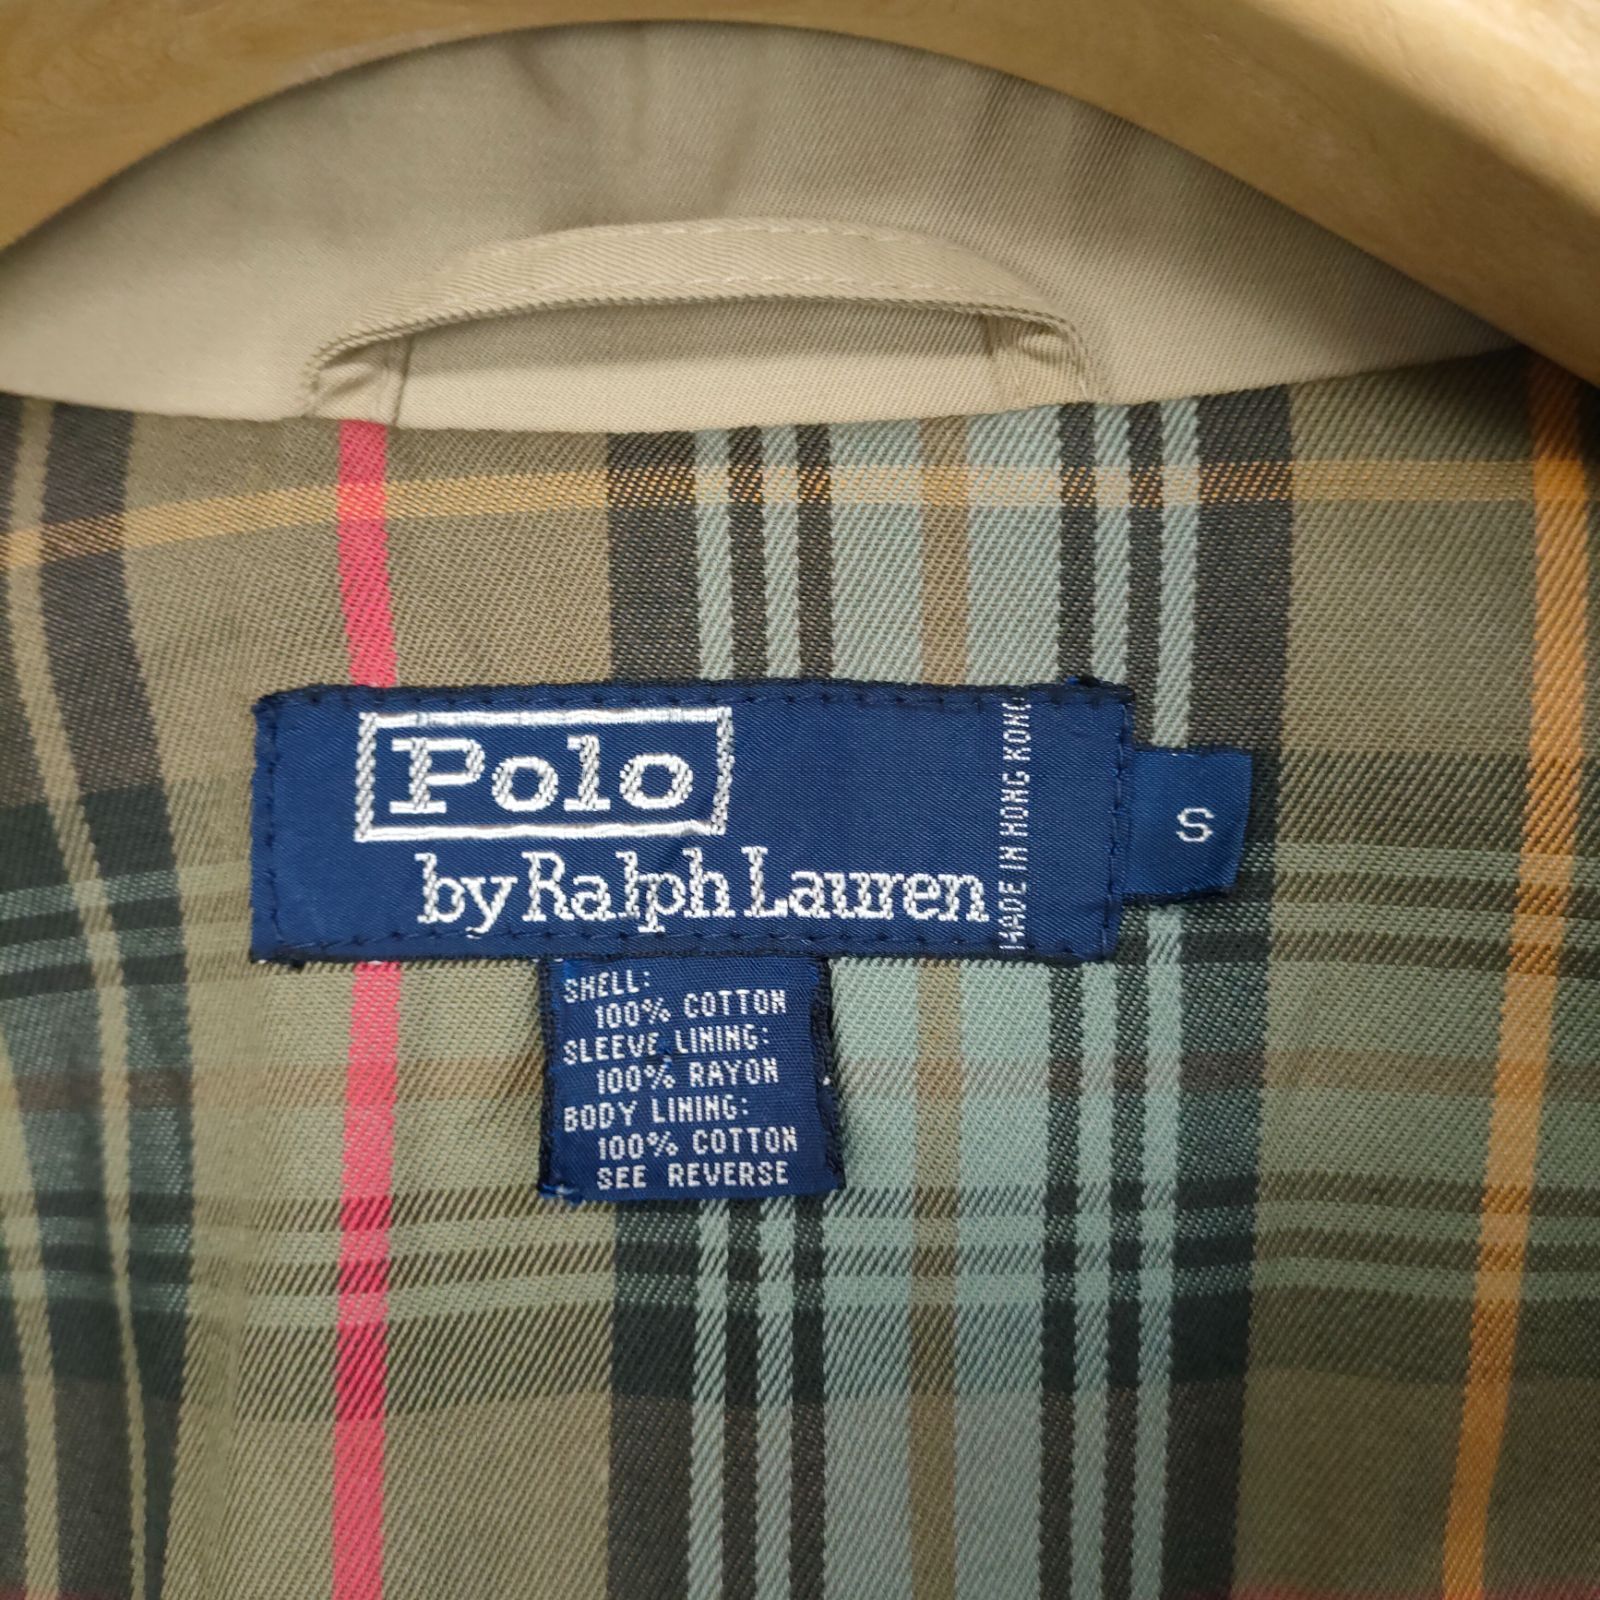 Polo
by Ralph Lauren
MADE IN HONG KONG
S
SHELL:
100% COTTON
SLEEVE LINING:
100% RAYON
BODY LINING:
100% COTTON
SEE REVERSE